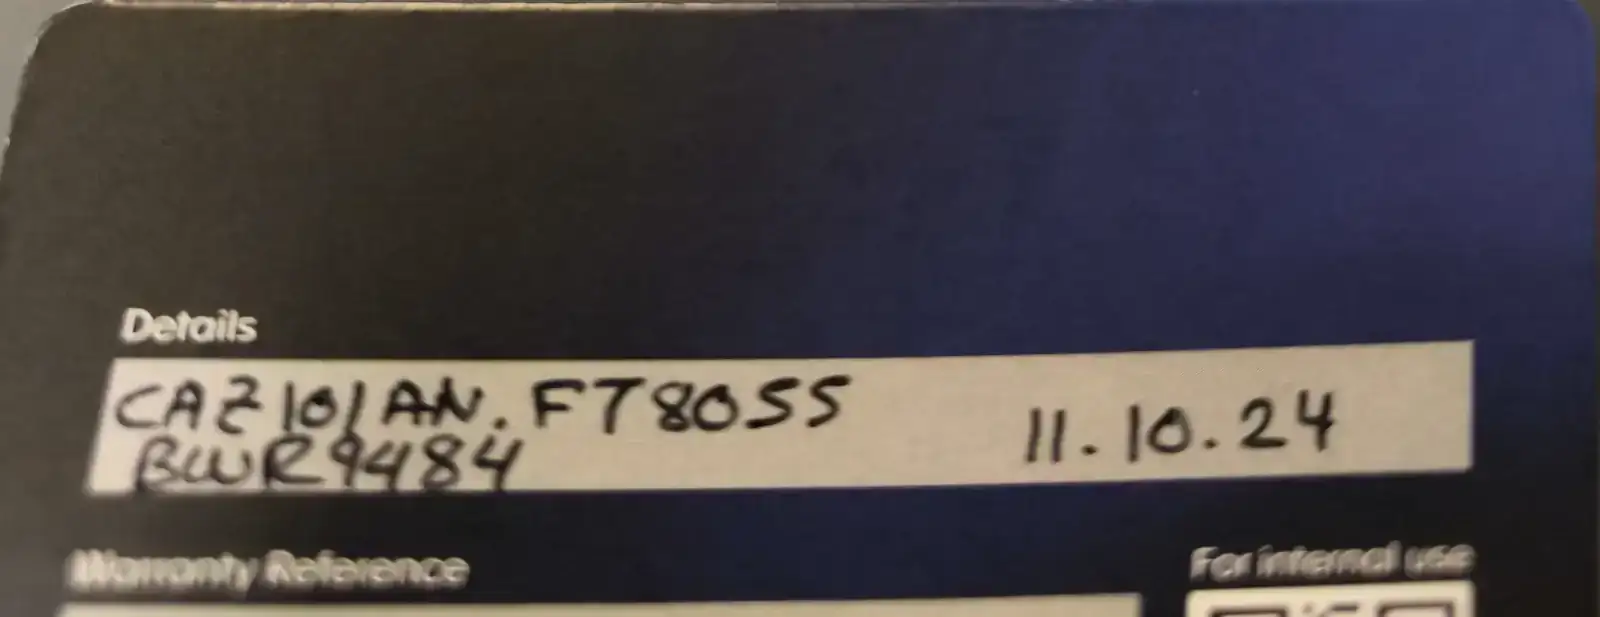 Details
CAZ101AN. FT8055 11.10.24
BWR9484
Warranty Reference
For internal use